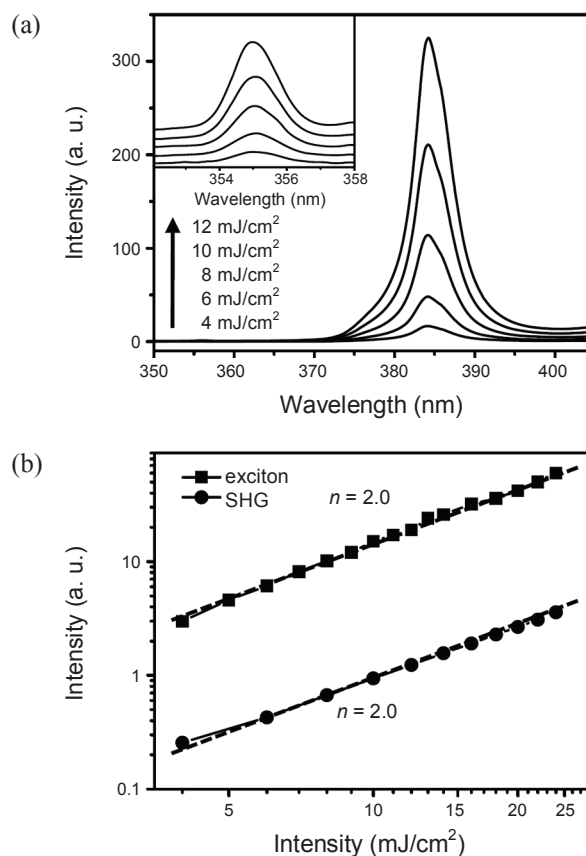 (a)
300
200
100
0
Intensity (a. u.)
354 356 358
Wavelength (nm)
12 mJ/cm²
10 mJ/cm²
8 mJ/cm²
6 mJ/cm²
4 mJ/cm²
350 360 370 380 390 400
Wavelength (nm)
(b)
exciton
SHG
n = 2.0
10
1
0.1
Intensity (a. u.)
n = 2.0
5 10 15 20 25
Intensity (mJ/cm²)